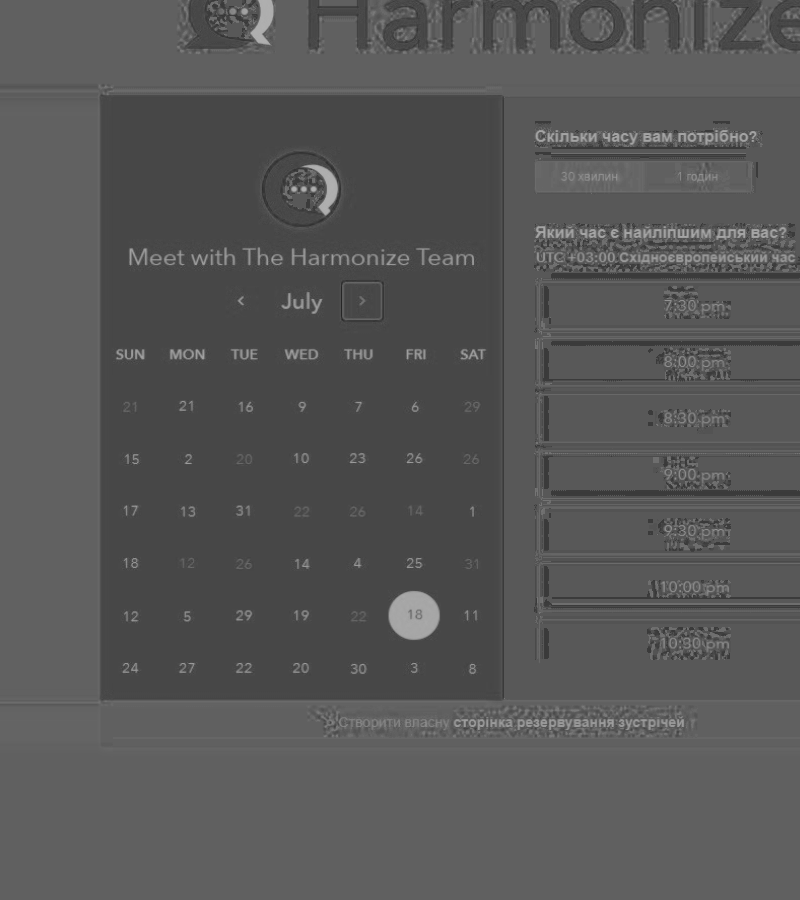 Harmonize
Meet with The Harmonize Team
July
SUN MON TUE WED THU FRI SAT
21 21 16 9 7 6 29
15 2 20 10 23 26 26
17 13 31 22 26 14 1
18 12 26 14 4 25 31
12 5 29 19 22 18 11
24 27 22 20 30 3 8
Скільки часу вам потрібно?
30 хвилин 1 годин
Який час є найліпшим для вас?
UTC +03:00 Східноєвропейський час
7:30 pm
8:00 pm
8:30 pm
9:00 pm
9:30 pm
10:00 pm
10:30 pm
Створити власну сторінка резервування зустрічей